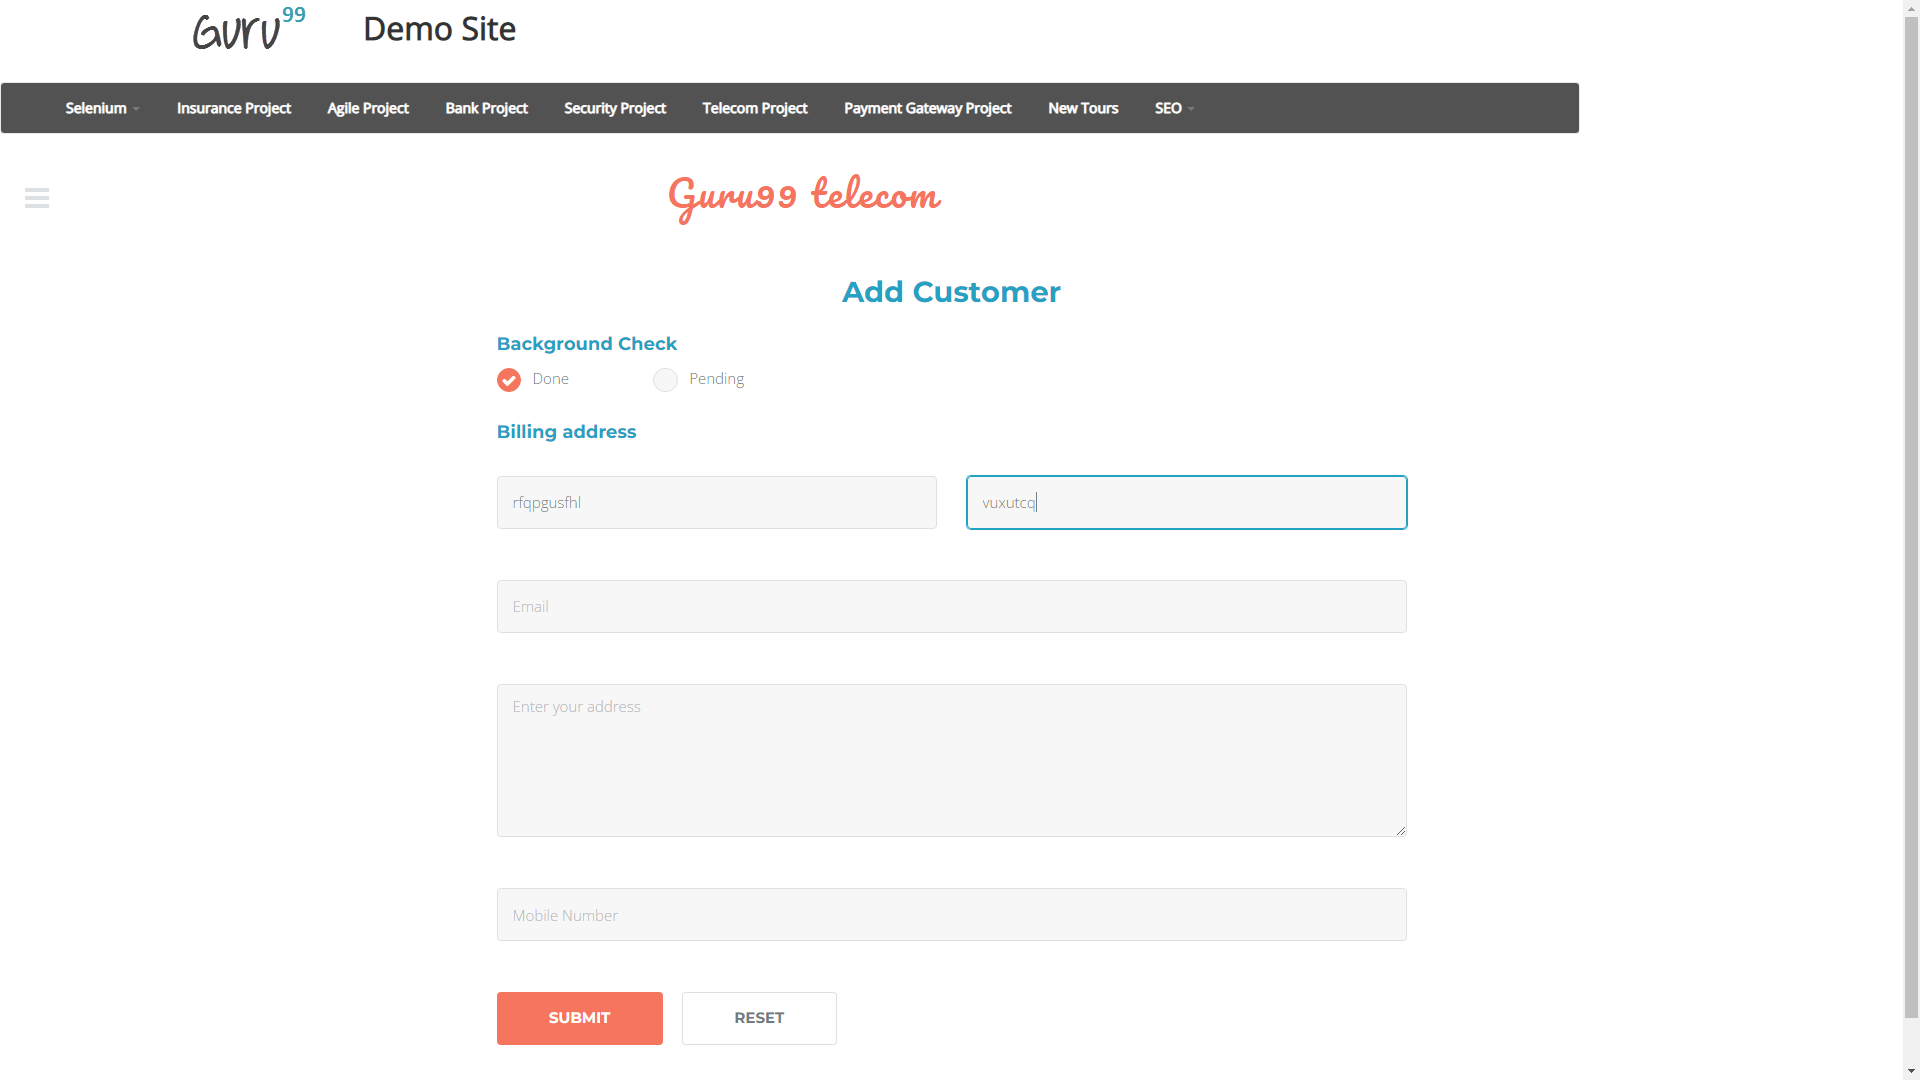 Guru99 Demo Site
Selenium Insurance Project Agile Project Bank Project Security Project Telecom Project Payment Gateway Project New Tours SEO
Guru99 telecom
Add Customer
Background Check
Done Pending
Billing address
rfqpgusfhl vuxutcq
Email
Enter your address
Mobile Number
SUBMIT RESET